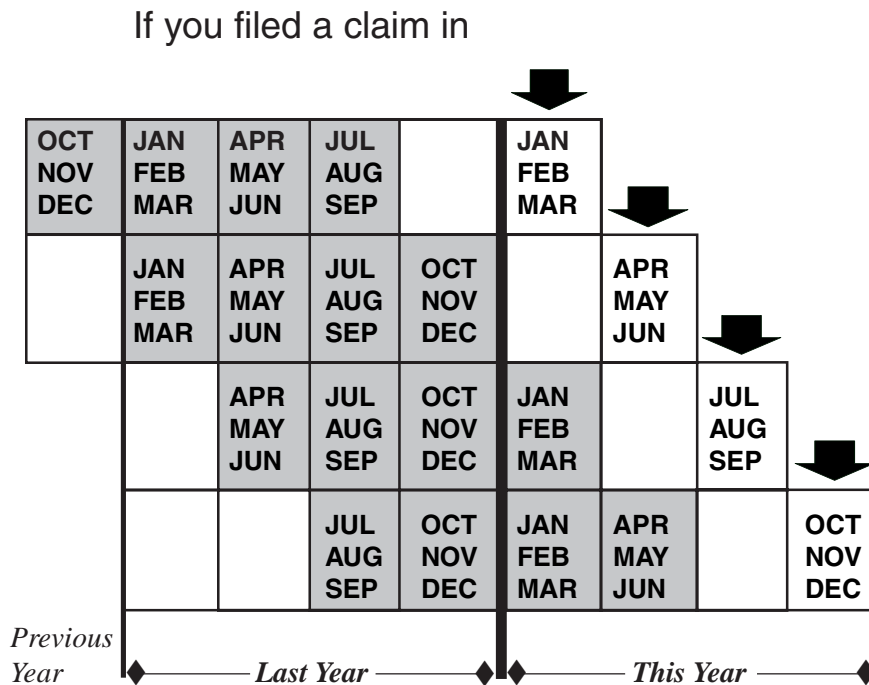 If you filed a claim in
OCT JAN APR JUL JAN
NOV FEB MAY AUG FEB
DEC MAR JUN SEP MAR
JAN APR JUL OCT APR
FEB MAY AUG NOV MAY
MAR JUN SEP DEC JUN
APR JUL OCT JAN JUL
MAY AUG NOV FEB AUG
JUN SEP DEC MAR SEP
JUL OCT JAN APR OCT
AUG NOV FEB MAY NOV
SEP DEC MAR JUN DEC
Previous
Year Last Year This Year